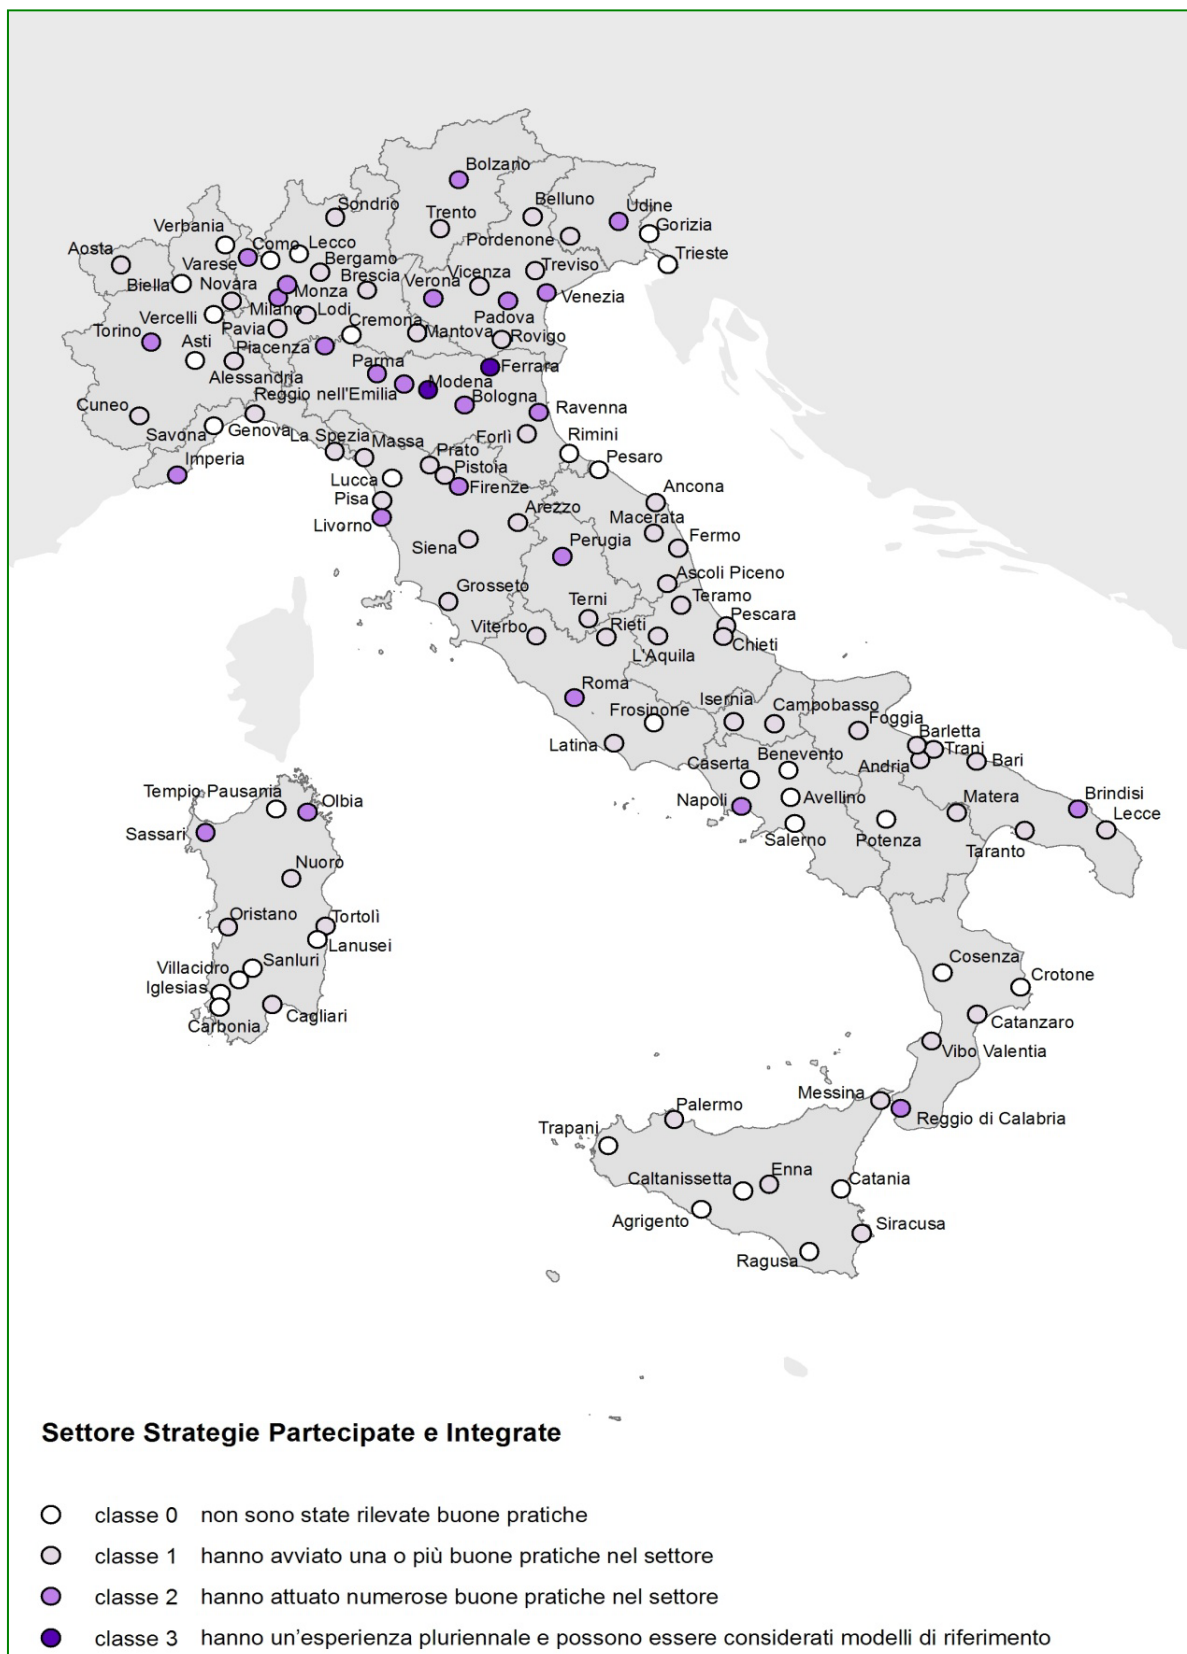 Bolzano
Sondrio
Belluno
Udine
Trento
Verbania
Gorizia
Pordenone
Como
Lecco
Aosta
Bergamo
Trieste
Varese
Treviso
Brescia
Vicenza
Biella
Novara
Verona
Monza
Venezia
Milano
Lodi
Padova
Vercelli
Cremona
Torino
Pavia
Mantova
Rovigo
Asti
Piacenza
Parma
Ferrara
Alessandria
Modena
Reggio nell'Emilia
Bologna
Cuneo
Ravenna
Savona
Genova
La Spezia
Massa
Forlì
Rimini
Prato
Imperia
Pistoia
Pesaro
Lucca
Firenze
Ancona
Pisa
Arezzo
Macerata
Livorno
Fermo
Siena
Perugia
Ascoli Piceno
Grosseto
Teramo
Terni
Pescara
Viterbo
Rieti
Chieti
L'Aquila
Roma
Isernia
Campobasso
Frosinone
Foggia
Barletta
Latina
Trani
Benevento
Bari
Caserta
Andria
Tempio Pausania
Olbia
Napoli
Avellino
Matera
Brindisi
Lecce
Sassari
Salerno
Potenza
Taranto
Nuoro
Oristano
Tortolì
Lanusei
Cosenza
Villacidro
Sanluri
Crotone
Iglesias
Cagliari
Catanzaro
Carbonia
Vibo Valentia
Messina
Palermo
Reggio di Calabria
Trapani
Enna
Caltanissetta
Catania
Agrigento
Siracusa
Ragusa
Settore Strategie Partecipate e Integrate
classe 0 non sono state rilevate buone pratiche
classe 1 hanno avviato una o più buone pratiche nel settore
classe 2 hanno attuato numerose buone pratiche nel settore
classe 3 hanno un'esperienza pluriennale e possono essere considerati modelli di riferimento